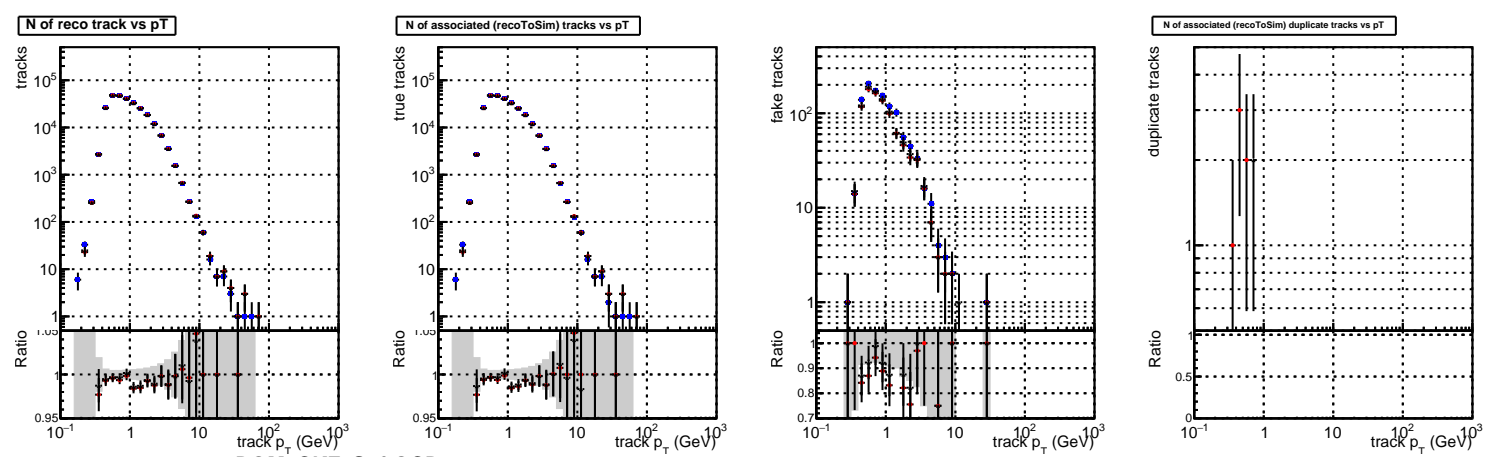 N of reco track vs pT
tracks
10^5
10^4
10^3
10^2
10
1
Ratio
1.05
1
0.95
10^-1 1 10 10^2 10^3
track p_T (GeV)
N of associated (recoToSim) tracks vs pT
true tracks
10^5
10^4
10^3
10^2
10
1
Ratio
1.05
1
0.95
10^-1 1 10 10^2 10^3
track p_T (GeV)
fake tracks
10^2
10
1
Ratio
1
0.9
0.8
0.7
10^-1 1 10 10^2 10^3
track p_T (GeV)
N of associated (recoToSim) duplicate tracks vs pT
duplicate tracks
1
Ratio
1
0.5
0
10^-1 1 10 10^2 10^3
track p_T (GeV)